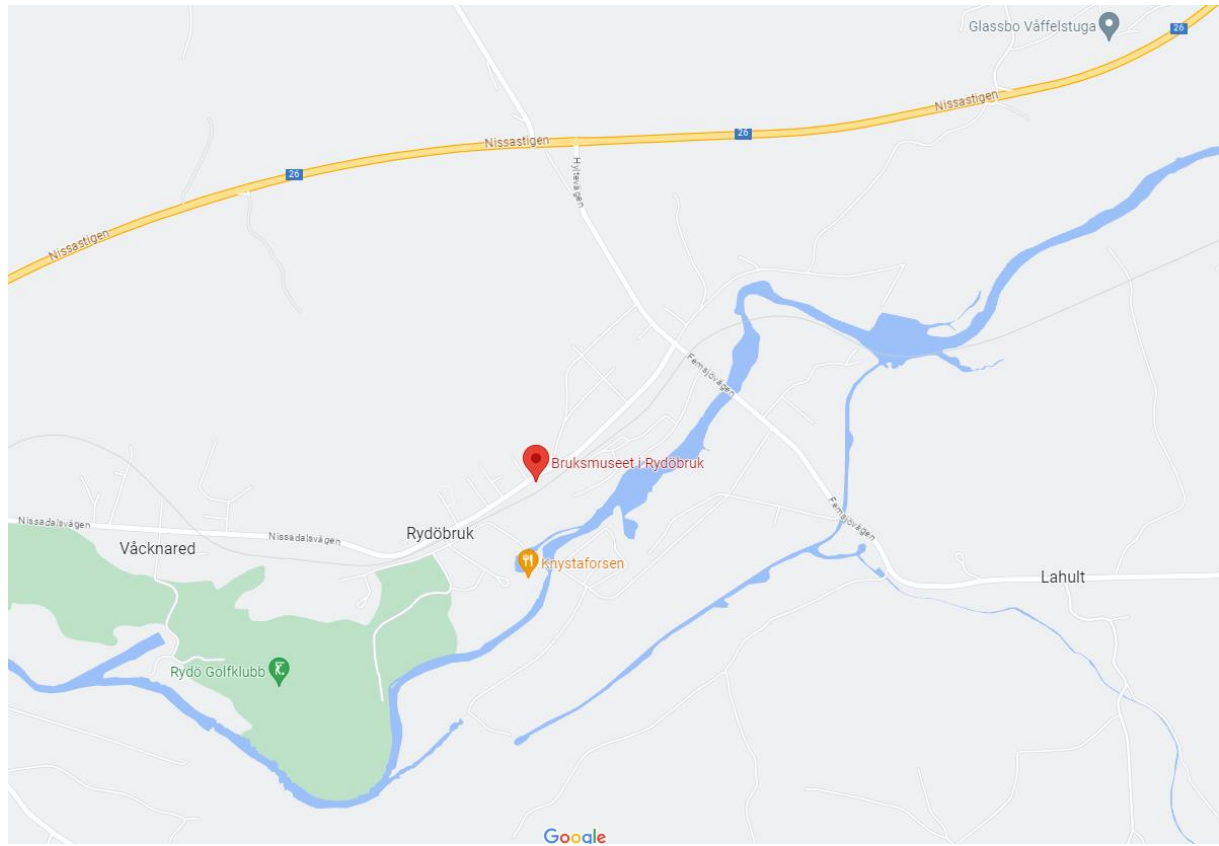 Glassbo Våffelstuga
26
Nissastigen
26
Nissastigen
Hyltevägen
26
Nissastigen
Femsjövägen
Bruksmuseet i Rydöbruk
Nissadalsvägen
Nissadalsvägen
Rydöbruk
Femsjövägen
Våcknared
Knystaforsen
Lahult
Rydö Golfklubb
Google